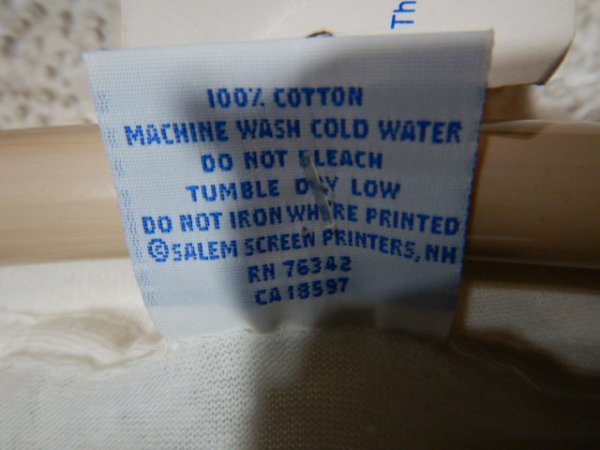 Th
100% COTTON
MACHINE WASH COLD WATER
DO NOT BLEACH
TUMBLE DRY LOW
DO NOT IRON WHERE PRINTED
©SALEM SCREEN PRINTERS, NH
RN 76342
CA 18597